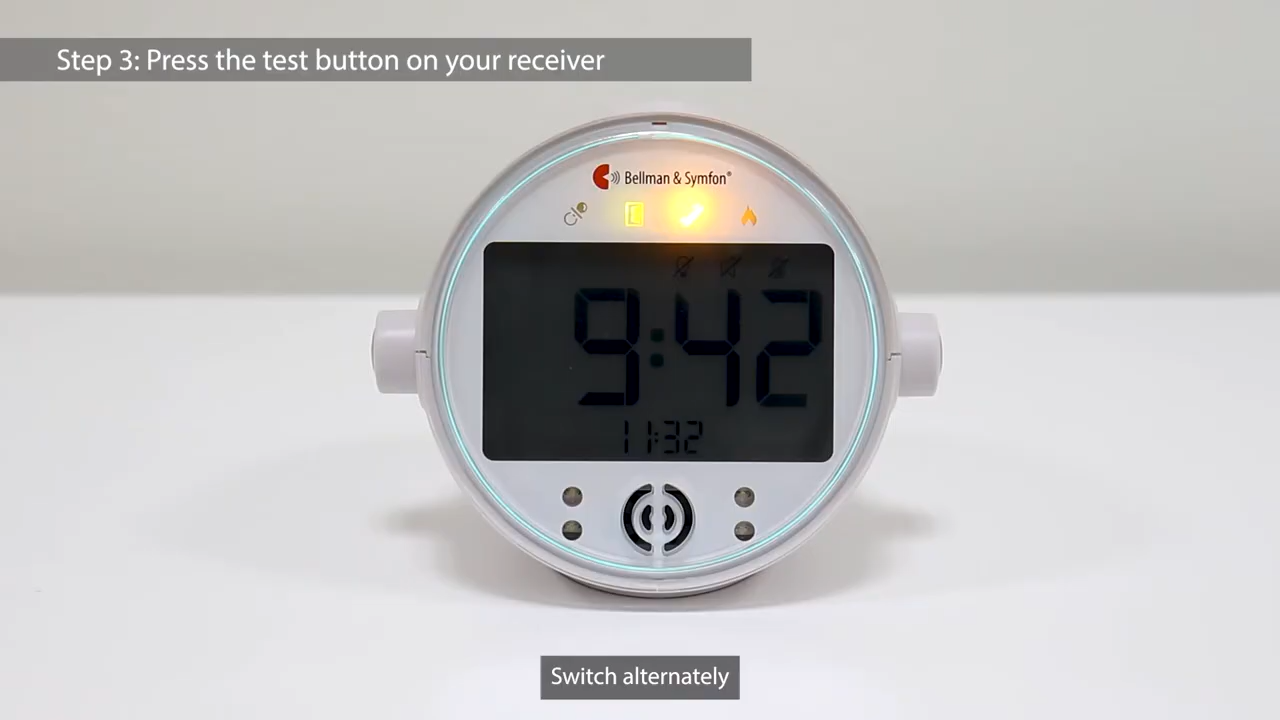 Step 3: Press the test button on your receiver
Bellman & Symfon®
9:42
11:32
Switch alternately